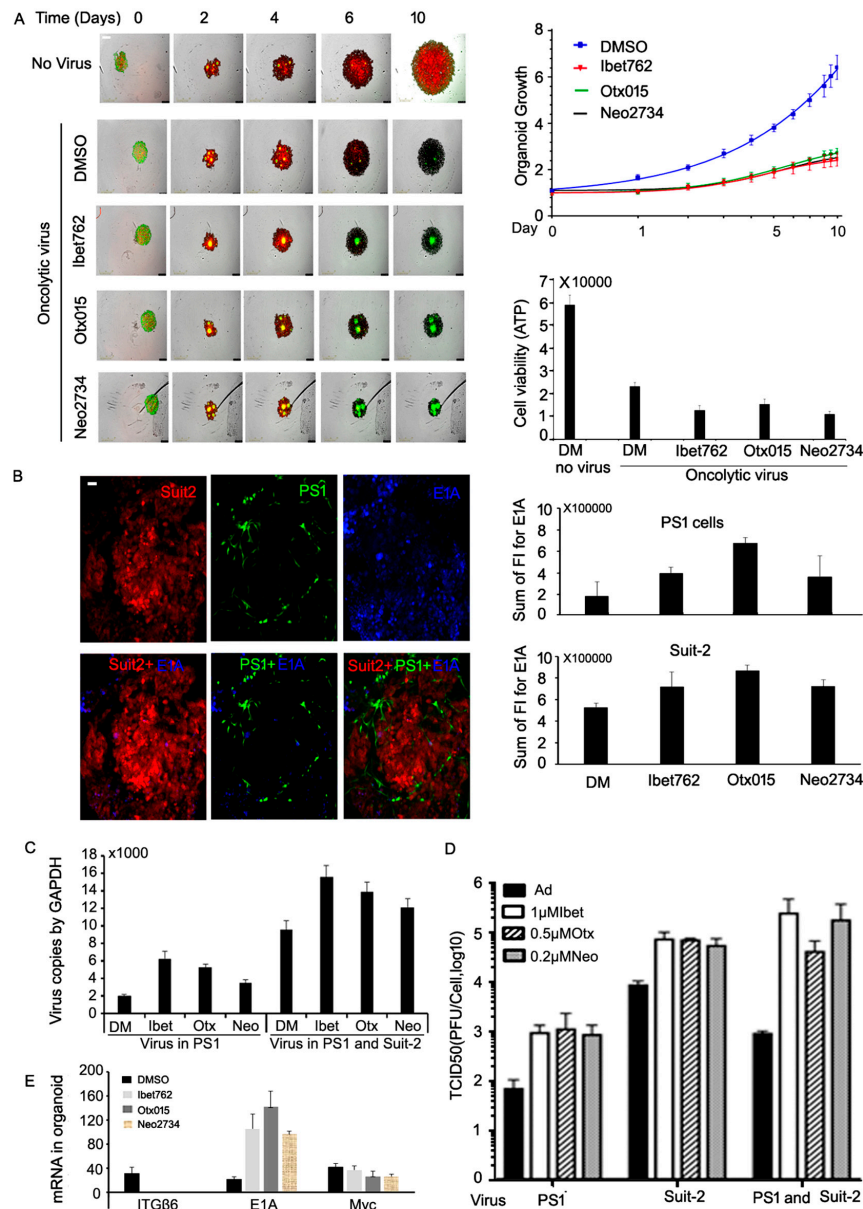 A
Time (Days) 0 2 4 6 10
No Virus
Oncolytic virus
DMSO
Ibet762
Otx015
Neo2734
Organoid Growth
8
6
4
2
0
DMSO
Ibet762
Otx015
Neo2734
Day 0 1 5 10
Cell viability (ATP)
X10000
7
6
5
4
3
2
1
0
DM DM Ibet762 Otx015 Neo2734
no virus Oncolytic virus
B
Suit2 PS1 E1A
Suit2+E1A PS1+E1A Suit2+PS1+E1A
Sum of FI for E1A
X100000
PS1 cells
8
6
4
2
0
Sum of FI for E1A
X100000
Suit-2
10
8
6
4
2
0
DM Ibet762 Otx015 Neo2734
C
Virus copies by GAPDH
x1000
18
16
14
12
10
8
6
4
2
0
DM Ibet Otx Neo DM Ibet Otx Neo
Virus in PS1 Virus in PS1 and Suit-2
D
TCID50(PFU/Cell,log10)
Ad
1µMIbet
0.5µMOtx
0.2µMNeo
6
5
4
3
2
1
0
Virus PS1 Suit-2 PS1 and Suit-2
E
mRNA in organoid
200
160
120
80
40
0
DMSO
Ibet762
Otx015
Neo2734
ITGβ6 E1A Myc